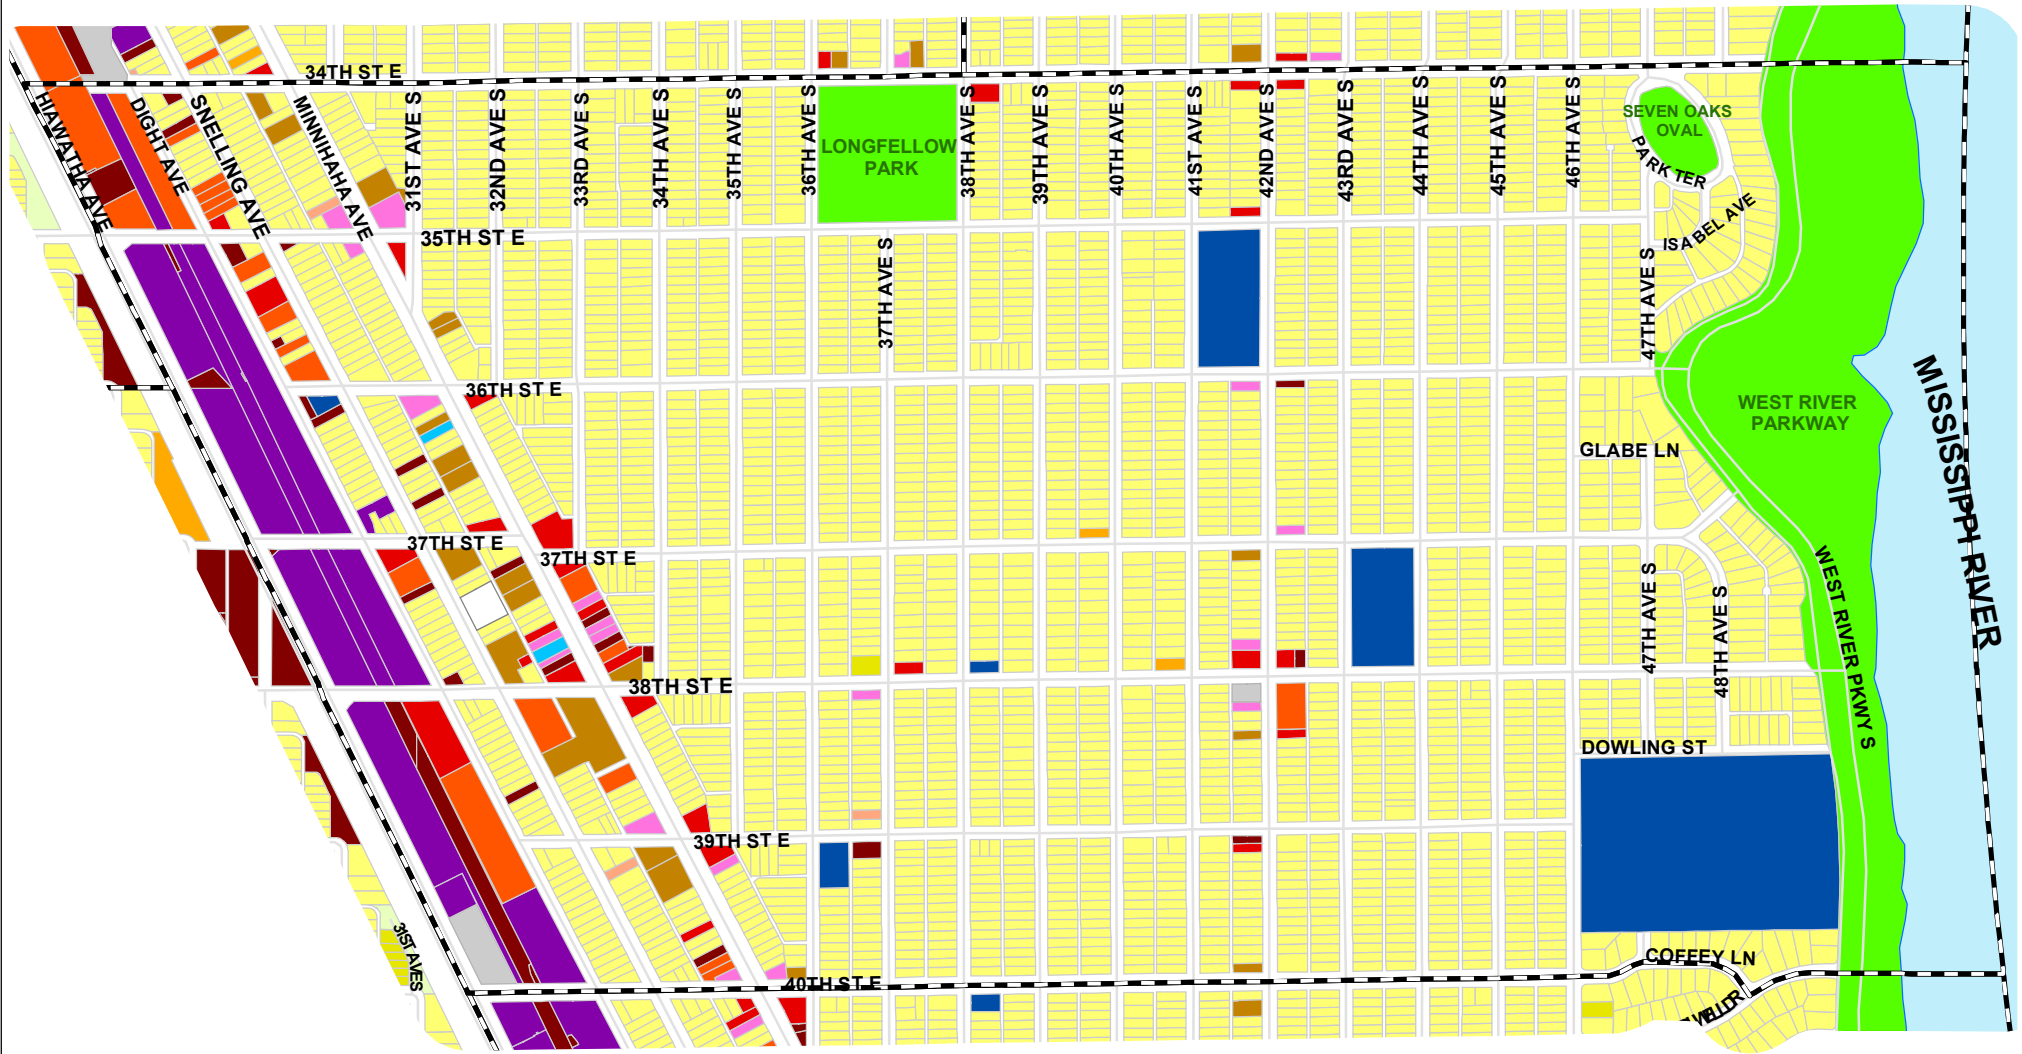 34TH ST E
HIAWATHA AVE
DIGHT AVE
SNELLING AVE
MINNIHAHA AVE
31ST AVE S
32ND AVE S
33RD AVE S
34TH AVE S
35TH AVE S
36TH AVE S
LONGFELLOW
PARK
38TH AVE S
39TH AVE S
40TH AVE S
41ST AVE S
42ND AVE S
43RD AVE S
44TH AVE S
45TH AVE S
46TH AVE S
SEVEN OAKS
OVAL
PARK TER
ISABEL AVE
35TH ST E
37TH AVE S
47TH AVE S
36TH ST E
WEST RIVER
PARKWAY
MISSISSIPPI RIVER
GLABE LN
37TH ST E
37TH ST E
WEST RIVER PKWY S
47TH AVE S
48TH AVE S
38TH ST E
DOWLING ST
39TH ST E
31ST AVE S
COFFEY LN
40TH ST E